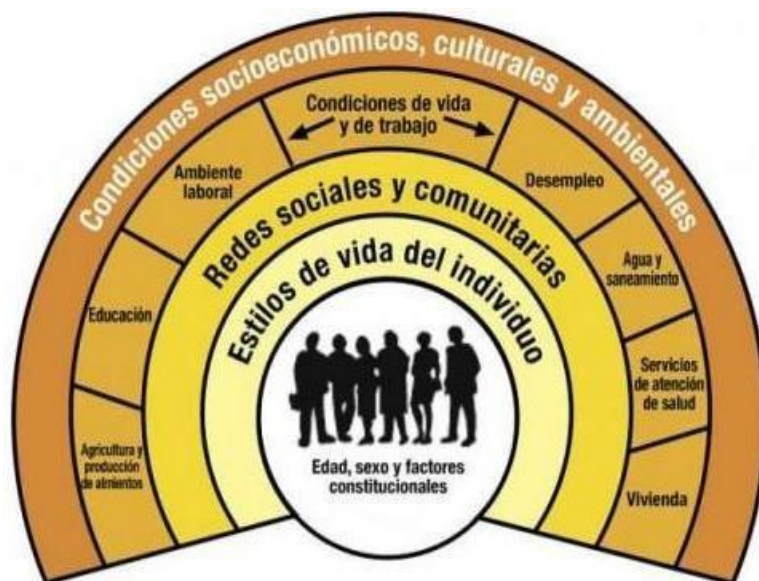 Condiciones socioeconómicos, culturales y ambientales
Condiciones de vida
y de trabajo
Ambiente
laboral
Desempleo
Redes sociales y comunitarias
Agua y
saneamiento
Educación
Estilos de vida del individuo
Servicios
de atención
de salud
Agricultura y
producción
de almientos
Edad, sexo y factores
constitucionales
Vivienda